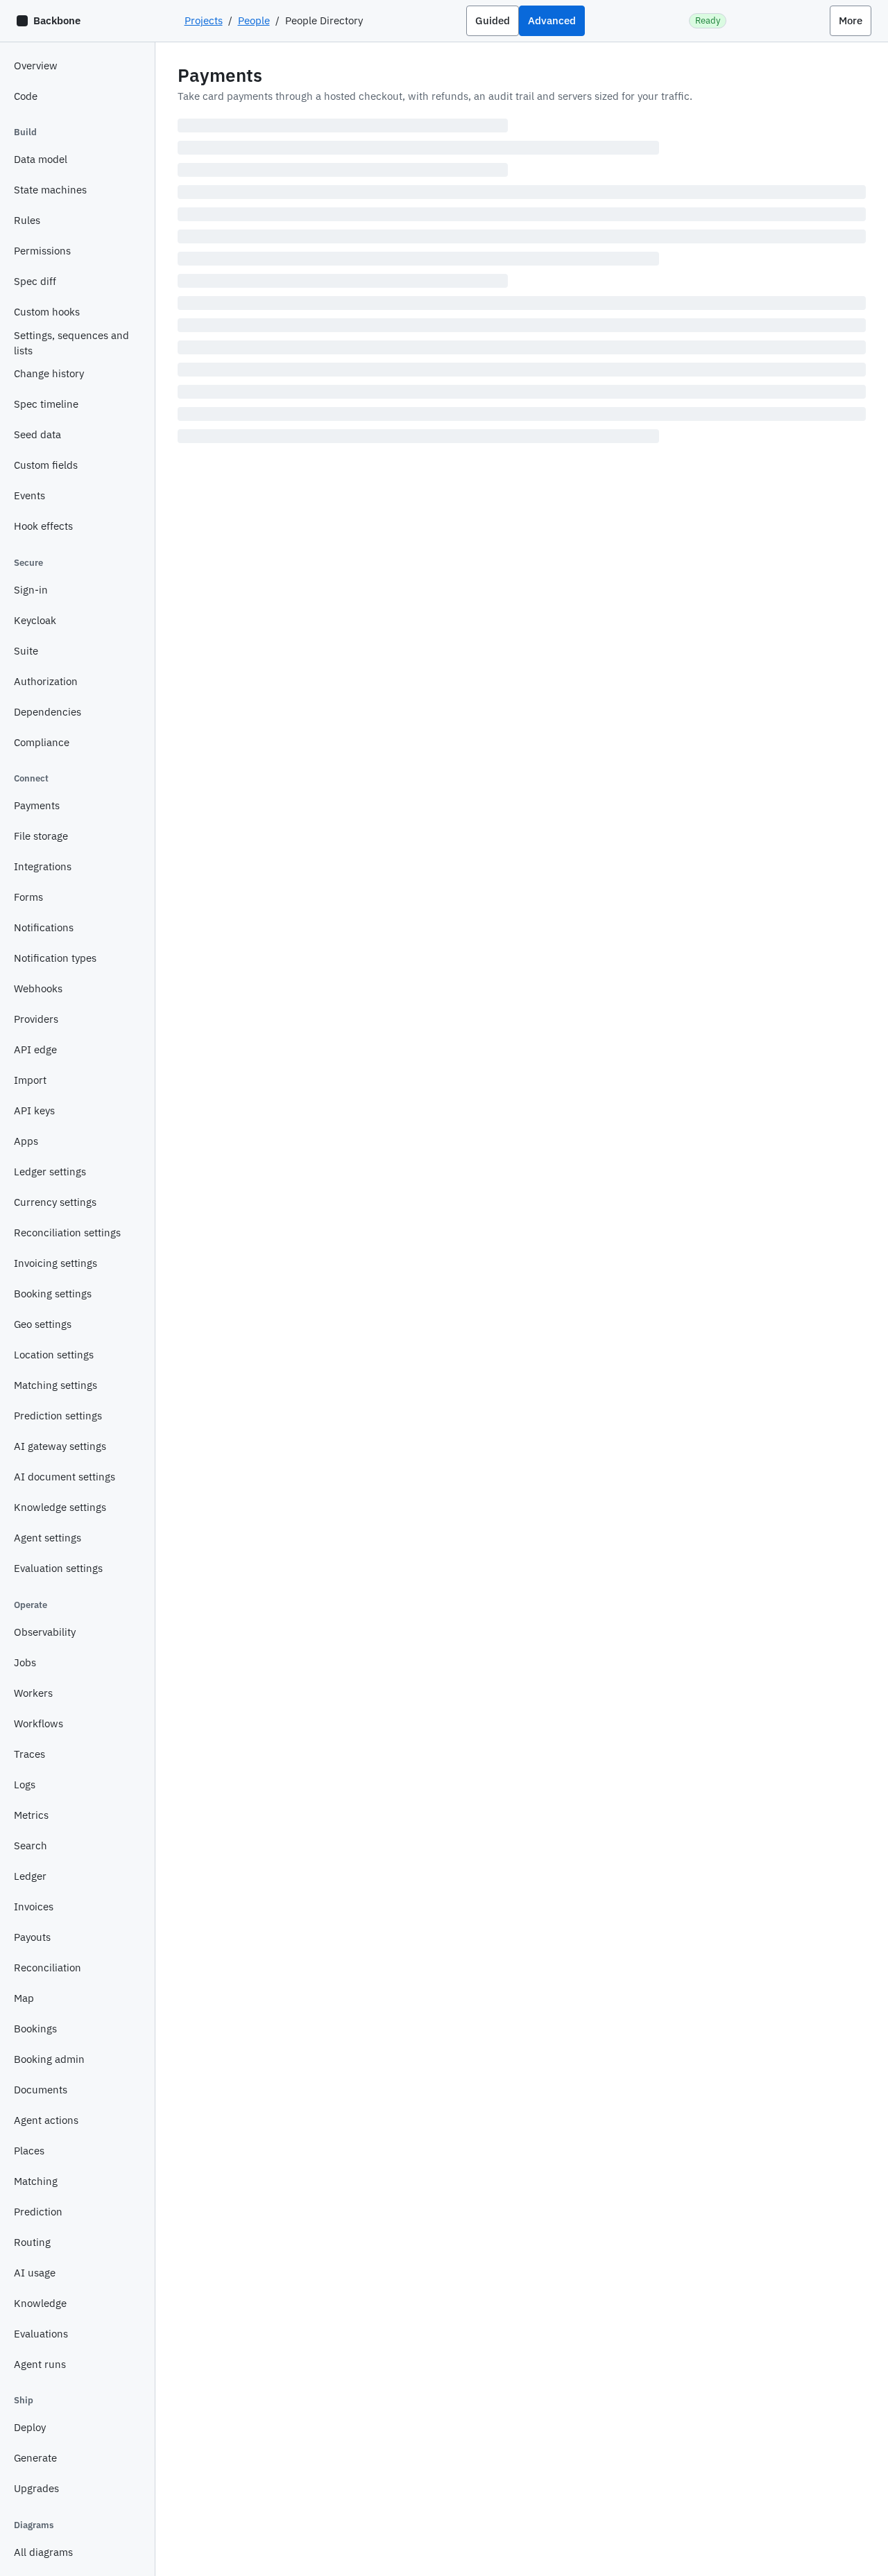 Backbone
Projects / People / People Directory
Guided
Advanced
Ready
More
Overview
Code
Build
Data model
State machines
Rules
Permissions
Spec diff
Custom hooks
Settings, sequences and
lists
Change history
Spec timeline
Seed data
Custom fields
Events
Hook effects
Secure
Sign-in
Keycloak
Suite
Authorization
Dependencies
Compliance
Connect
Payments
File storage
Integrations
Forms
Notifications
Notification types
Webhooks
Providers
API edge
Import
API keys
Apps
Ledger settings
Currency settings
Reconciliation settings
Invoicing settings
Booking settings
Geo settings
Location settings
Matching settings
Prediction settings
AI gateway settings
AI document settings
Knowledge settings
Agent settings
Evaluation settings
Operate
Observability
Jobs
Workers
Workflows
Traces
Logs
Metrics
Search
Ledger
Invoices
Payouts
Reconciliation
Map
Bookings
Booking admin
Documents
Agent actions
Places
Matching
Prediction
Routing
AI usage
Knowledge
Evaluations
Agent runs
Ship
Deploy
Generate
Upgrades
Diagrams
All diagrams
Payments
Take card payments through a hosted checkout, with refunds, an audit trail and servers sized for your traffic.